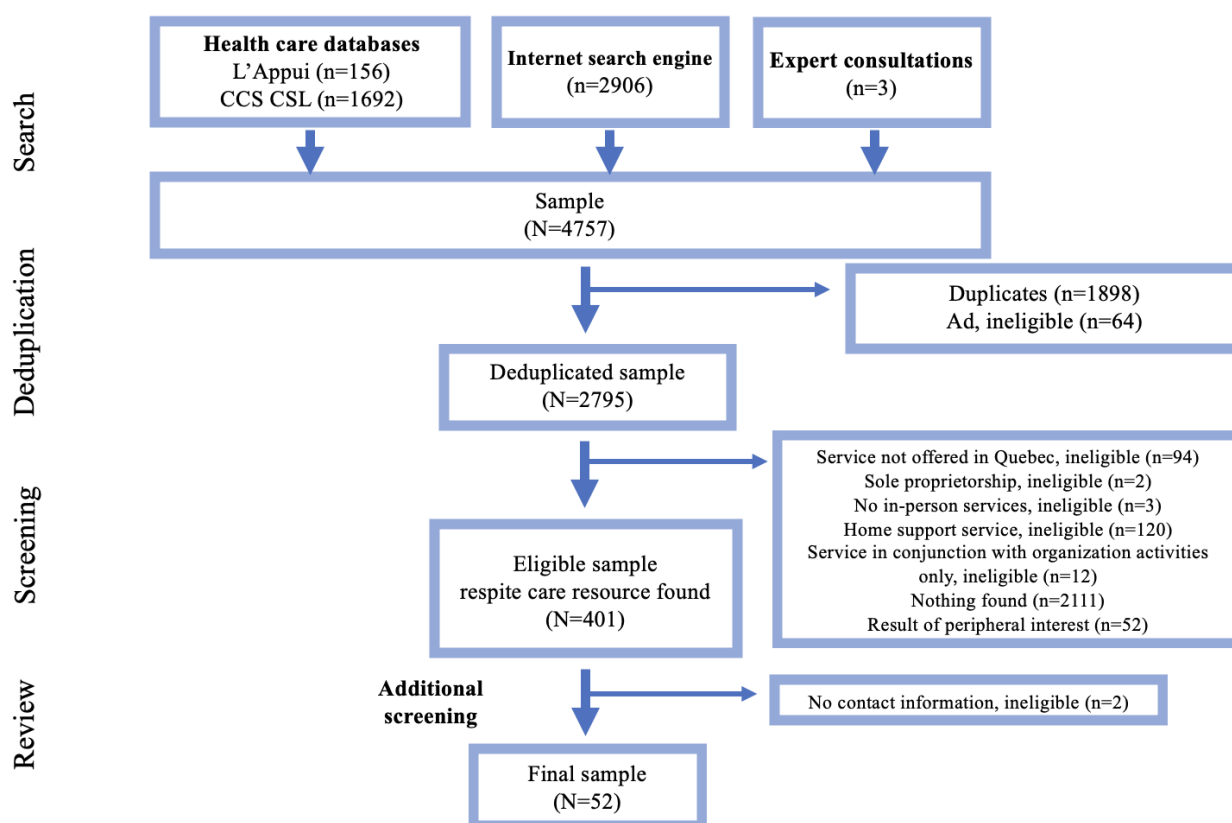 Search
Health care databases
L’Appui (n=156)
CCS CSL (n=1692)
Internet search engine
(n=2906)
Expert consultations
(n=3)
Sample
(N=4757)
Deduplication
Duplicates (n=1898)
Ad, ineligible (n=64)
Deduplicated sample
(N=2795)
Screening
Service not offered in Quebec, ineligible (n=94)
Sole proprietorship, ineligible (n=2)
No in-person services, ineligible (n=3)
Home support service, ineligible (n=120)
Service in conjunction with organization activities
only, ineligible (n=12)
Nothing found (n=2111)
Result of peripheral interest (n=52)
Eligible sample
respite care resource found
(N=401)
Review
Additional
screening
No contact information, ineligible (n=2)
Final sample
(N=52)